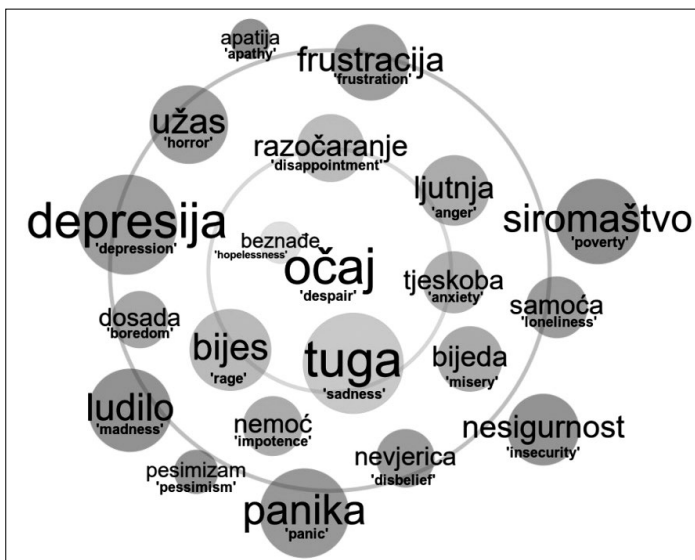 apatija
'apathy'
frustracija
'frustration'
užas
'horror'
razočaranje
'disappointment'
ljutnja
'anger'
depresija
'depression'
siromaštvo
'poverty'
beznađe
'hopelessness'
očaj
'despair'
tjeskoba
'anxiety'
samoća
'loneliness'
dosada
'boredom'
bijes
'rage'
tuga
'sadness'
bijeda
'misery'
ludilo
'madness'
nemoć
'impotence'
nesigurnost
'insecurity'
nevjerica
'disbelief'
pesimizam
'pessimism'
panika
'panic'